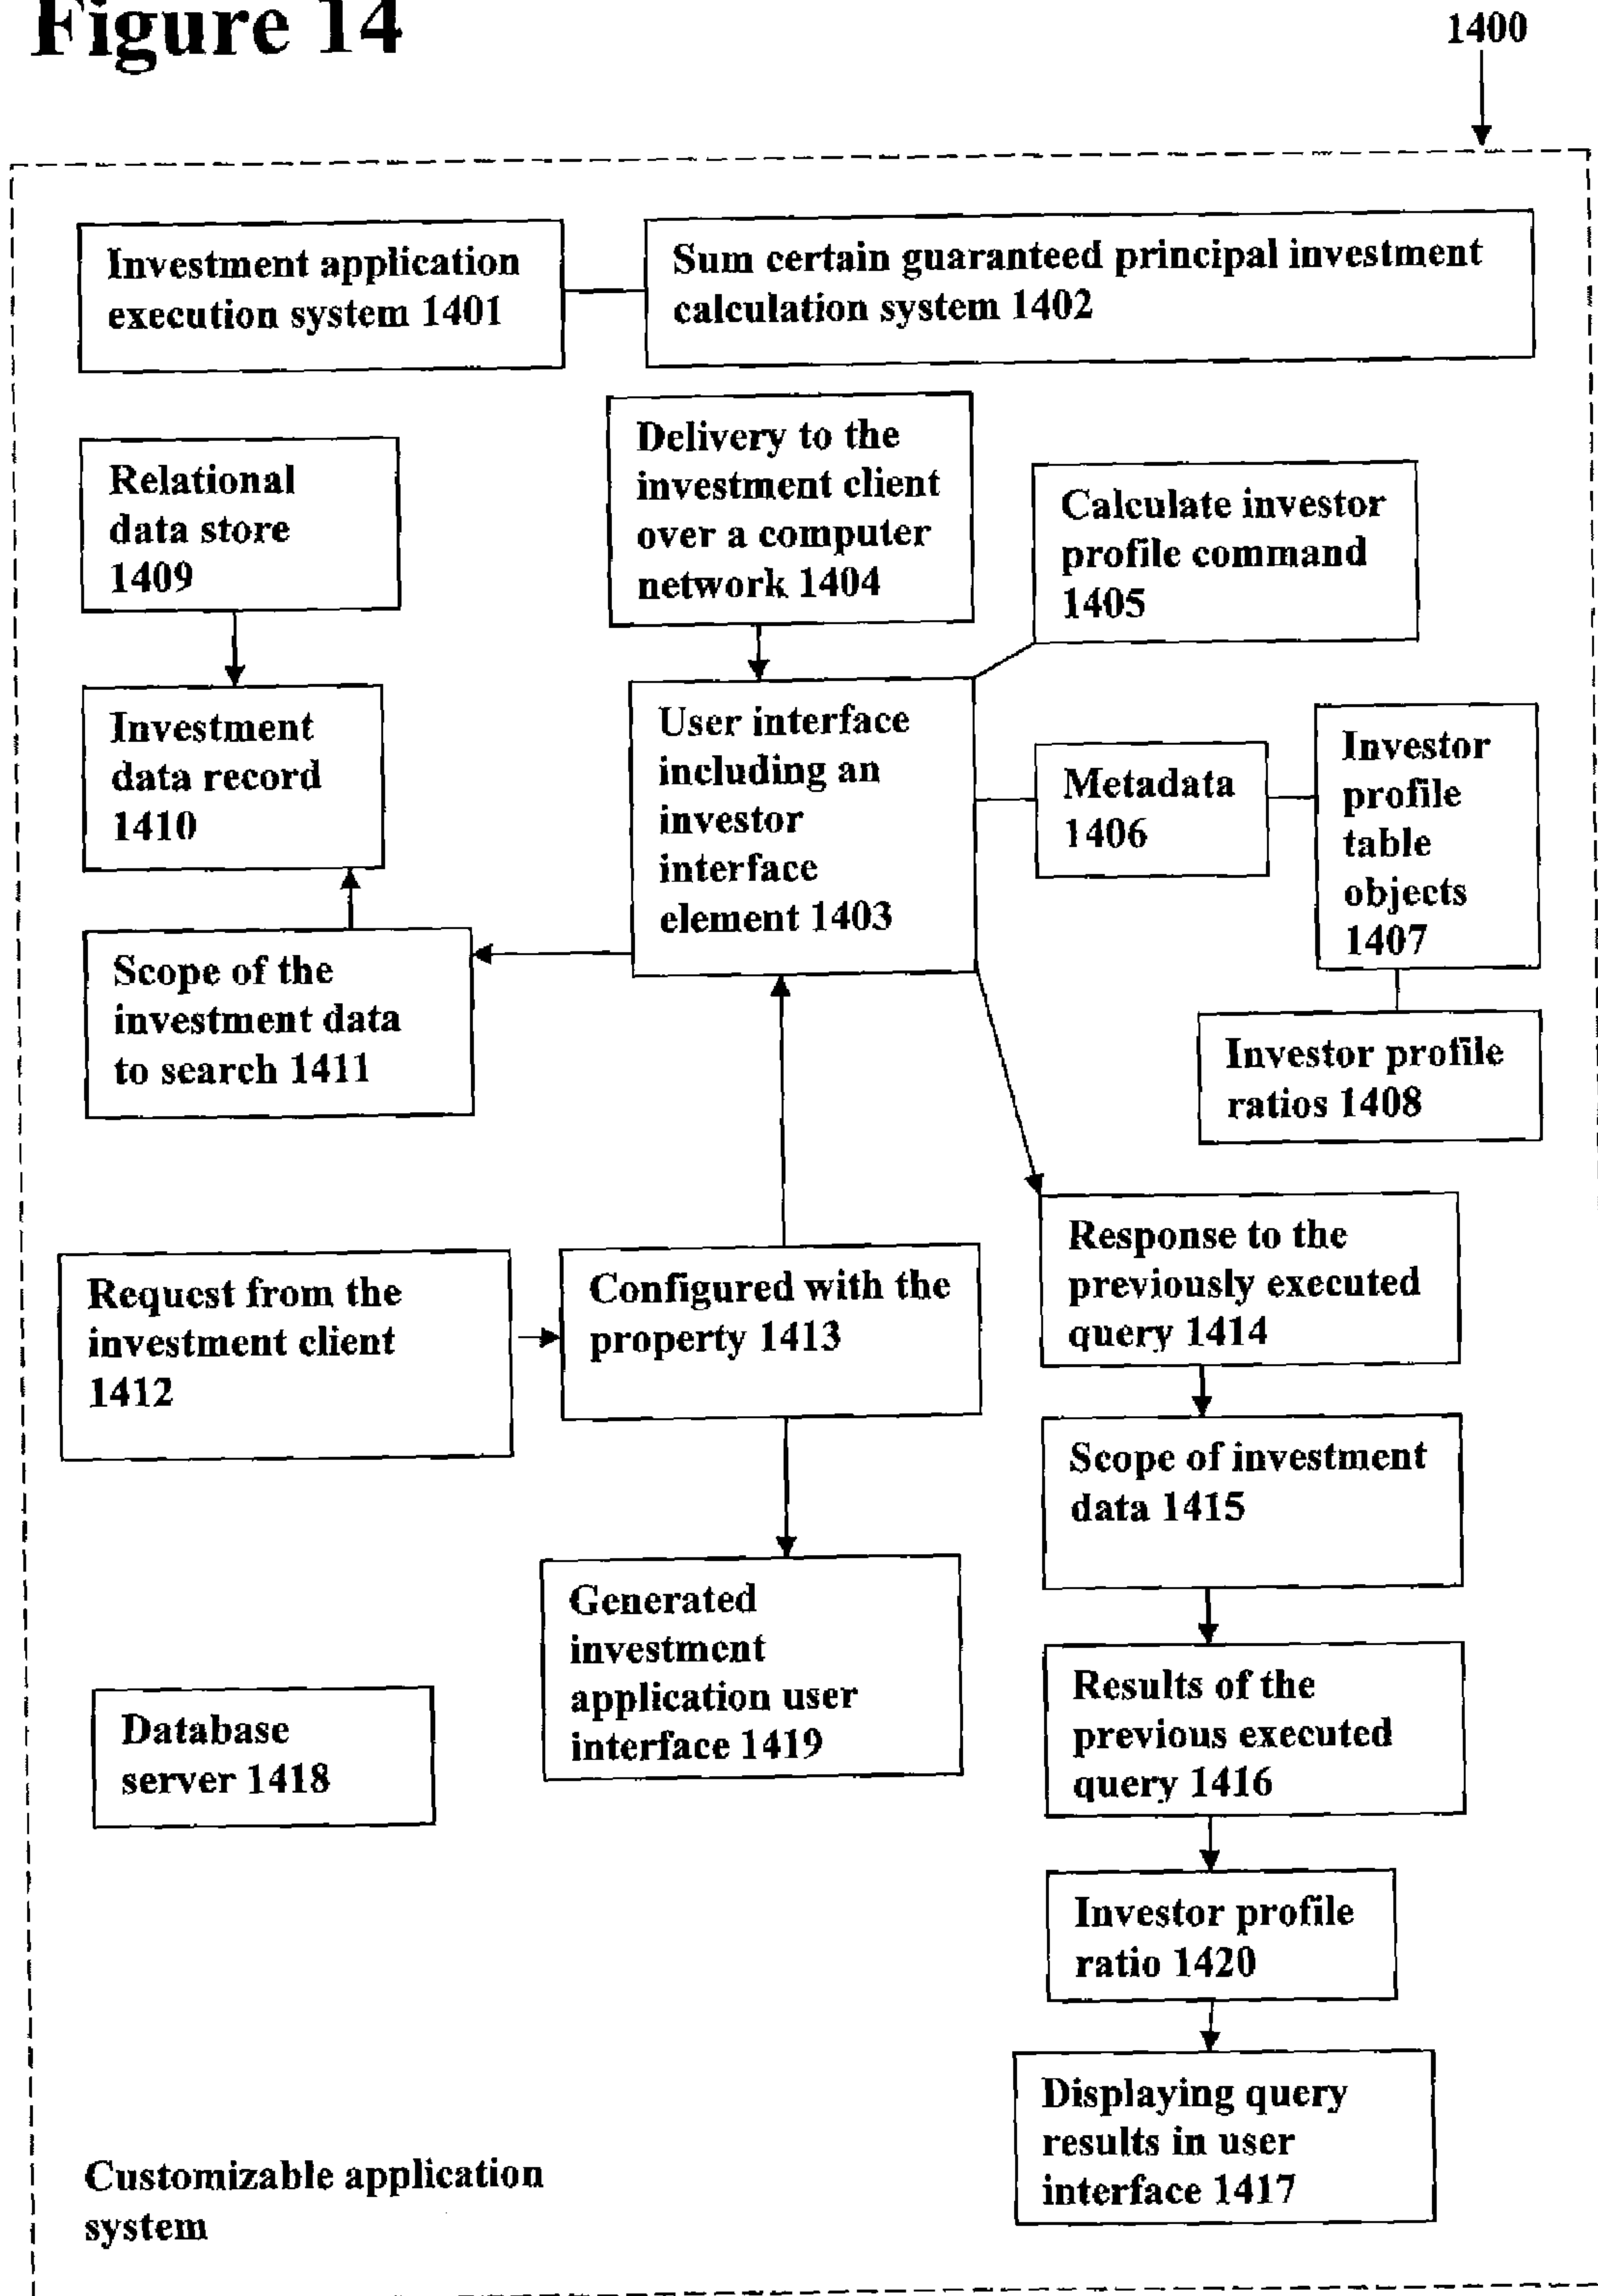 Figure 14
1400
Investment application
execution system 1401
Sum certain guaranteed principal investment
calculation system 1402
Relational
data store
1409
Delivery to the
investment client
over a computer
network 1404
Calculate investor
profile command
1405
Investment
data record
1410
User interface
including an
investor
interface
element 1403
Metadata
1406
Investor
profile
table
objects
1407
Scope of the
investment data
to search 1411
Investor profile
ratios 1408
Request from the
investment client
1412
Configured with the
property 1413
Response to the
previously executed
query 1414
Scope of investment
data 1415
Generated
investment
application user
interface 1419
Database
server 1418
Results of the
previous executed
query 1416
Investor profile
ratio 1420
Displaying query
results in user
interface 1417
Customizable application
system